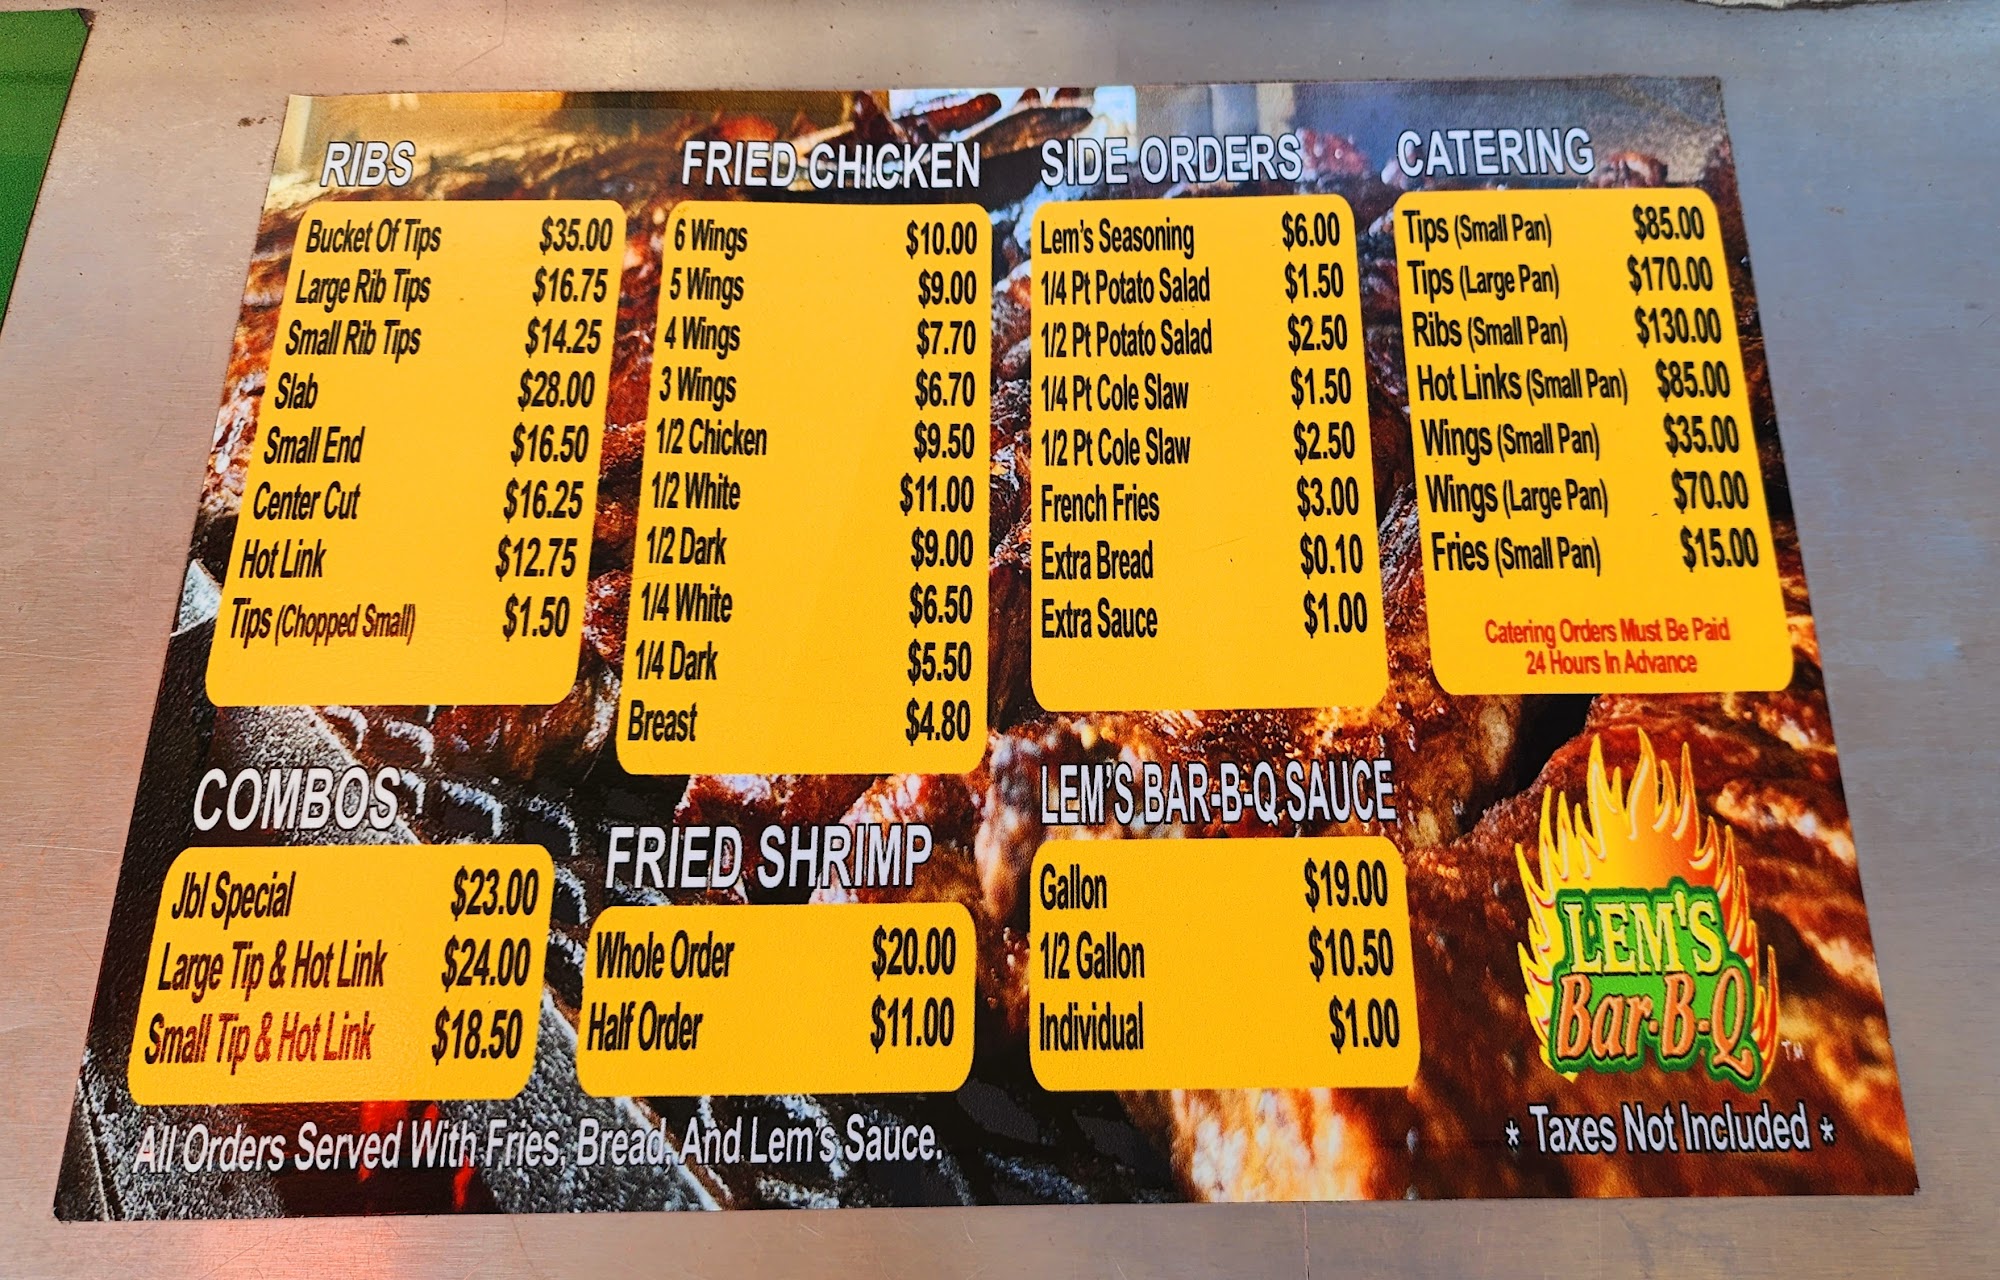 RIBS
Bucket Of Tips $35.00
Large Rib Tips $16.75
Small Rib Tips $14.25
Slab $28.00
Small End $16.50
Center Cut $16.25
Hot Link $12.75
Tips (Chopped Small) $1.50
FRIED CHICKEN
6 Wings $10.00
5 Wings $9.00
4 Wings $7.70
3 Wings $6.70
1/2 Chicken $9.50
1/2 White $11.00
1/2 Dark $9.00
1/4 White $6.50
1/4 Dark $5.50
Breast $4.80
SIDE ORDERS
Lem's Seasoning $6.00
1/4 Pt Potato Salad $1.50
1/2 Pt Potato Salad $2.50
1/4 Pt Cole Slaw $1.50
1/2 Pt Cole Slaw $2.50
French Fries $3.00
Extra Bread $0.10
Extra Sauce $1.00
CATERING
Tips (Small Pan) $85.00
Tips (Large Pan) $170.00
Ribs (Small Pan) $130.00
Hot Links (Small Pan) $85.00
Wings (Small Pan) $35.00
Wings (Large Pan) $70.00
Fries (Small Pan) $15.00
Catering Orders Must Be Paid
24 Hours In Advance
COMBOS
Jbl Special $23.00
Large Tip & Hot Link $24.00
Small Tip & Hot Link $18.50
FRIED SHRIMP
Whole Order $20.00
Half Order $11.00
LEM'S BAR-B-Q SAUCE
Gallon $19.00
1/2 Gallon $10.50
Individual $1.00
LEM'S
Bar-B-Q
TM
All Orders Served With Fries, Bread, And Lem's Sauce.
* Taxes Not Included *